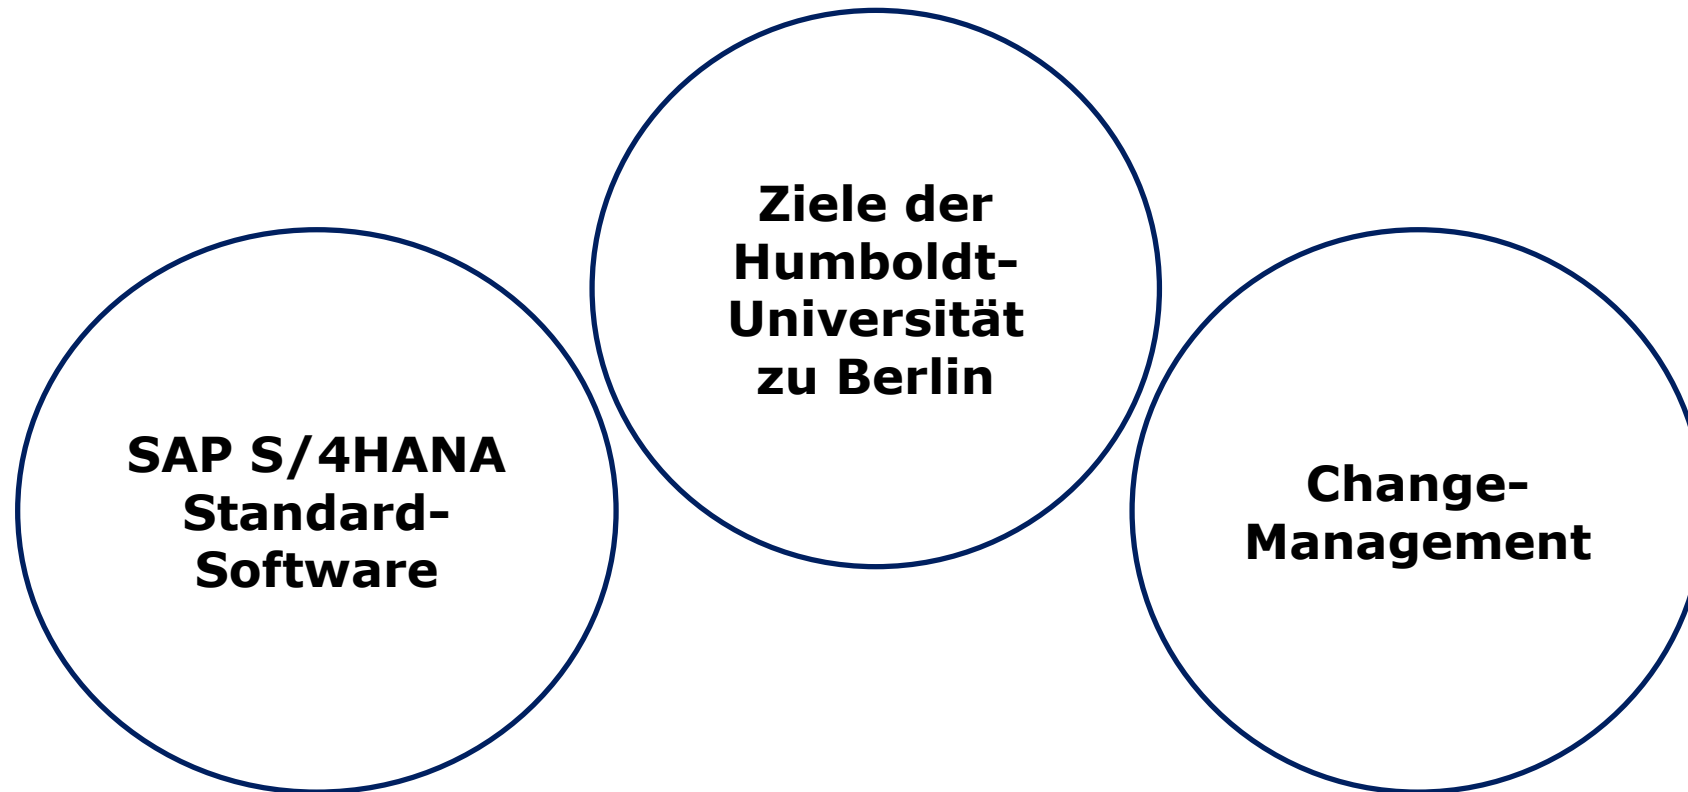 Ziele der
Humboldt-
Universität
zu Berlin
SAP S/4HANA
Standard-
Software
Change-
Management